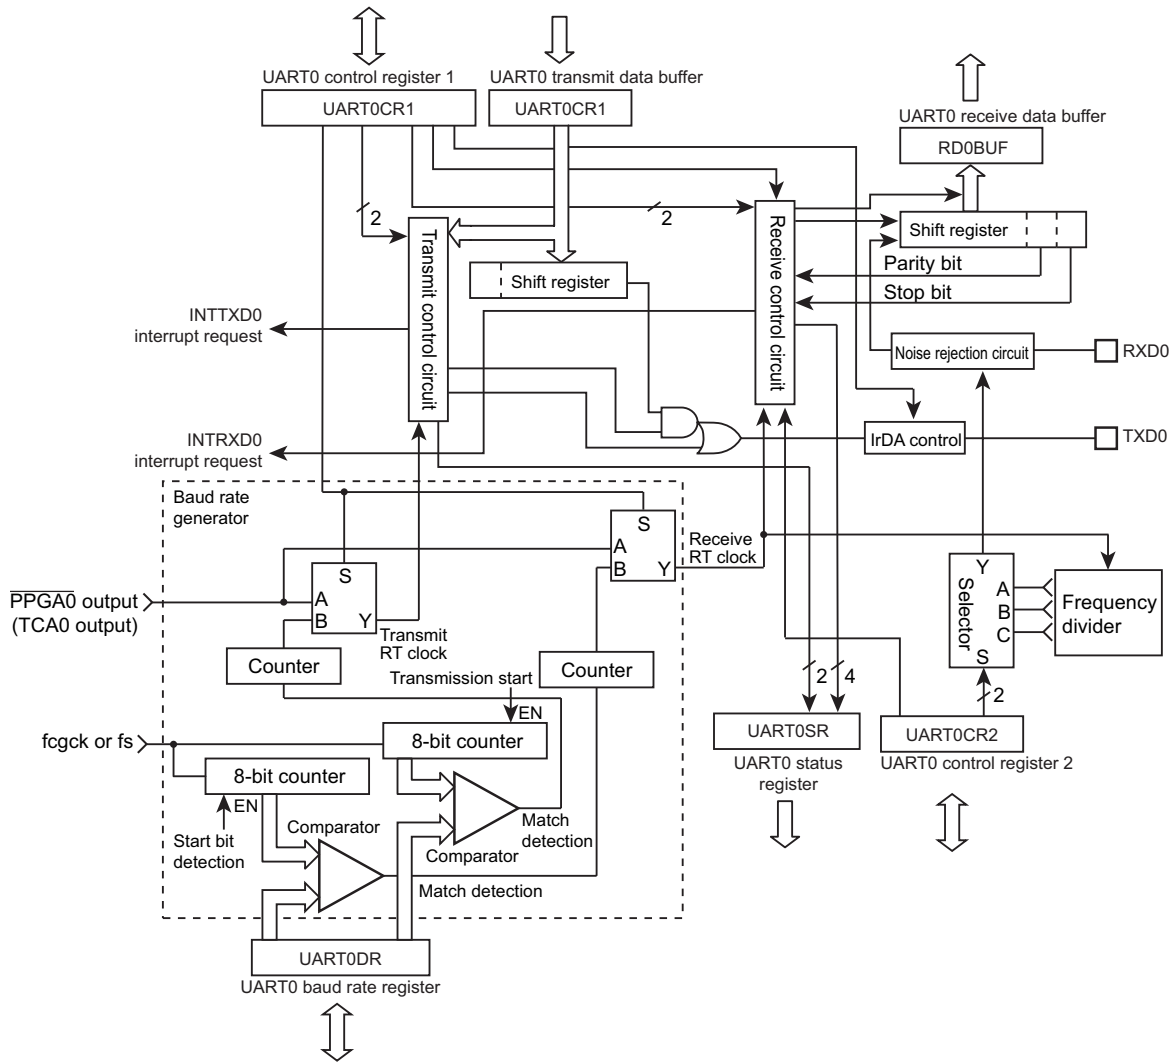 UART0 control register 1
UART0CR1
UART0 transmit data buffer
UART0CR1
UART0 receive data buffer
RD0BUF
2
2
Transmit control circuit
Receive control circuit
Shift register
Shift register
Parity bit
Stop bit
INTTXD0
interrupt request
Noise rejection circuit
RXD0
INTRXD0
interrupt request
IrDA control
TXD0
Baud rate
generator
S
A
B
Y
Receive
RT clock
S
A
B
Y
Transmit
RT clock
PPGA0 output
(TCA0 output)
Y
Selector
A
B
C
S
Frequency
divider
Counter
Counter
Transmission start
EN
2
4
2
fcgck or fs
8-bit counter
8-bit counter
EN
Start bit
detection
Comparator
Comparator
Match
detection
Match detection
UART0SR
UART0 status
register
UART0CR2
UART0 control register 2
UART0DR
UART0 baud rate register